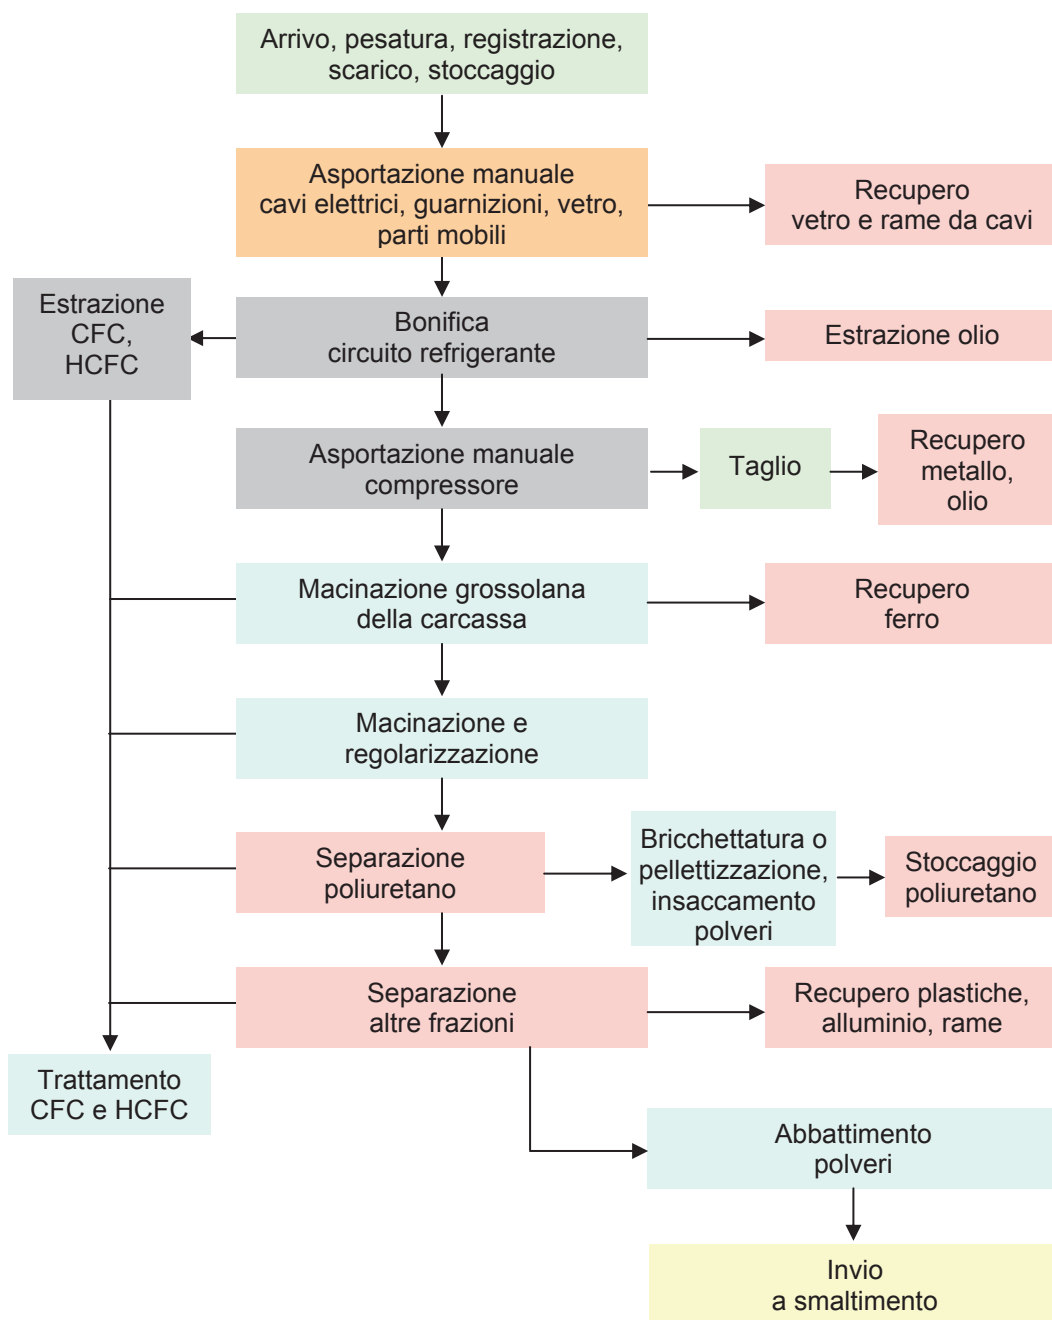 Arrivo, pesatura, registrazione,
scarico, stoccaggio
Asportazione manuale
cavi elettrici, guarnizioni, vetro,
parti mobili
Recupero
vetro e rame da cavi
Estrazione
CFC,
HCFC
Bonifica
circuito refrigerante
Estrazione olio
Asportazione manuale
compressore
Taglio
Recupero
metallo,
olio
Macinazione grossolana
della carcassa
Recupero
ferro
Macinazione e
regolarizzazione
Separazione
poliuretano
Bricchettatura o
pellettizzazione,
insaccamento
polveri
Stoccaggio
poliuretano
Separazione
altre frazioni
Recupero plastiche,
alluminio, rame
Trattamento
CFC e HCFC
Abbattimento
polveri
Invio
a smaltimento